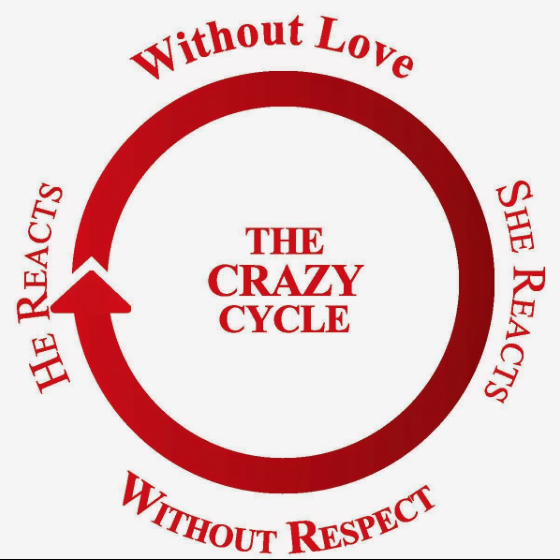 Without Love
SHE REACTS
WITHOUT RESPECT
HE REACTS
THE
CRAZY
CYCLE